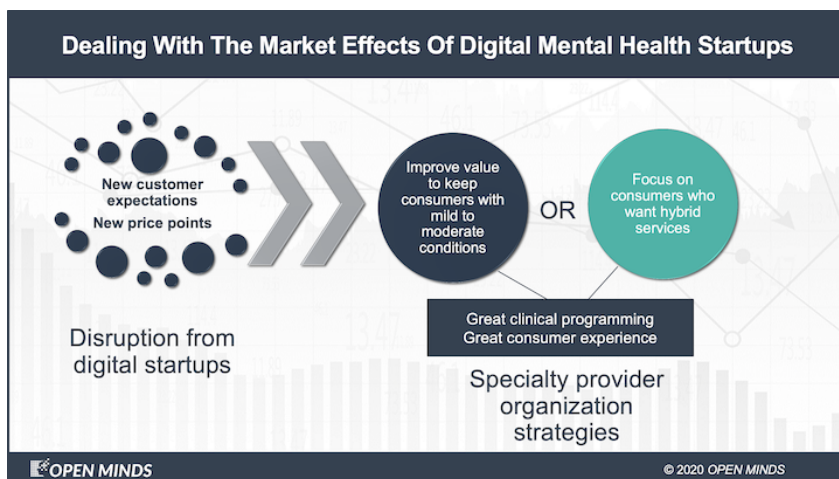 Dealing With The Market Effects Of Digital Mental Health Startups
New customer
expectations
New price points
Disruption from
digital startups
Improve value
to keep
consumers with
mild to
moderate
conditions
OR
Focus on
consumers who
want hybrid
services
Great clinical programming
Great consumer experience
Specialty provider
organization
strategies
OPEN MINDS
© 2020 OPEN MINDS